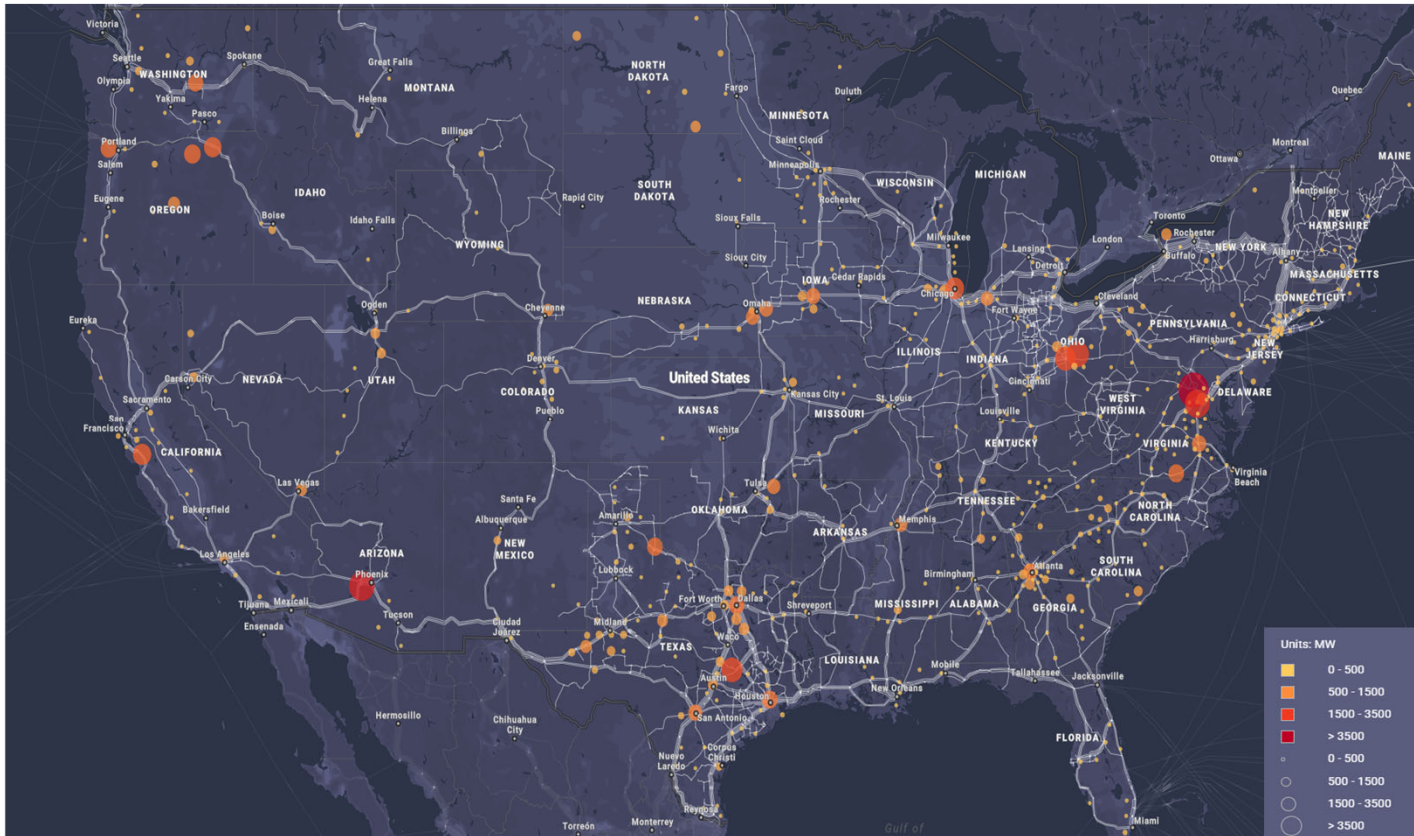 Victoria
Seattle
Spokane
Great Falls
NORTH
DAKOTA
Fargo
Duluth
Quebec
WASHINGTON
Olympia
Yakima
Helena
MONTANA
MINNESOTA
Pasco
Billings
Saint Cloud
Ottawa
Montreal
MAINE
Portland
Salem
Minneapolis
WISCONSIN
MICHIGAN
Montpelier
IDAHO
Rapid City
SOUTH
DAKOTA
Rochester
Eugene
OREGON
Boise
Idaho Falls
Sioux Falls
Toronto
NEW
HAMPSHIRE
WYOMING
Milwaukee
Lansing
London
Rochester
NEW YORK
Buffalo
Albany
Sioux City
Detroit
MASSACHUSETTS
IOWA
Cedar Rapids
Chicago
CONNECTICUT
Ogden
Cheyenne
NEBRASKA
Omaha
Fort Wayne
Cleveland
Eureka
PENNSYLVANIA
OHIO
Harrisburg
NEW
JERSEY
Denver
ILLINOIS
INDIANA
Carson City
NEVADA
UTAH
COLORADO
United States
Cincinnati
DELAWARE
Sacramento
KANSAS
Kansas City
MISSOURI
St. Louis
WEST
VIRGINIA
San
Francisco
Pueblo
Louisville
CALIFORNIA
Wichita
KENTUCKY
VIRGINIA
Virginia
Beach
Las Vegas
Santa Fe
Tulsa
TENNESSEE
NORTH
CAROLINA
Bakersfield
Albuquerque
Amarillo
OKLAHOMA
ARKANSAS
Memphis
NEW
MEXICO
Los Angeles
ARIZONA
Phoenix
Lubbock
Birmingham
Atlanta
SOUTH
CAROLINA
Tijuana
Mexicali
Tucson
Fort Worth
Dallas
Shreveport
MISSISSIPPI
ALABAMA
GEORGIA
Ensenada
Ciudad
Juárez
Midland
TEXAS
Waco
LOUISIANA
Mobile
Tallahassee
Jacksonville
Austin
Houston
New Orleans
San Antonio
Hermosillo
Chihuahua
City
FLORIDA
Nuevo
Laredo
Corpus
Christi
Reynosa
Monterrey
Torreón
Gulf of
Miami
Units: MW
0 - 500
500 - 1500
1500 - 3500
> 3500
0 - 500
500 - 1500
1500 - 3500
> 3500